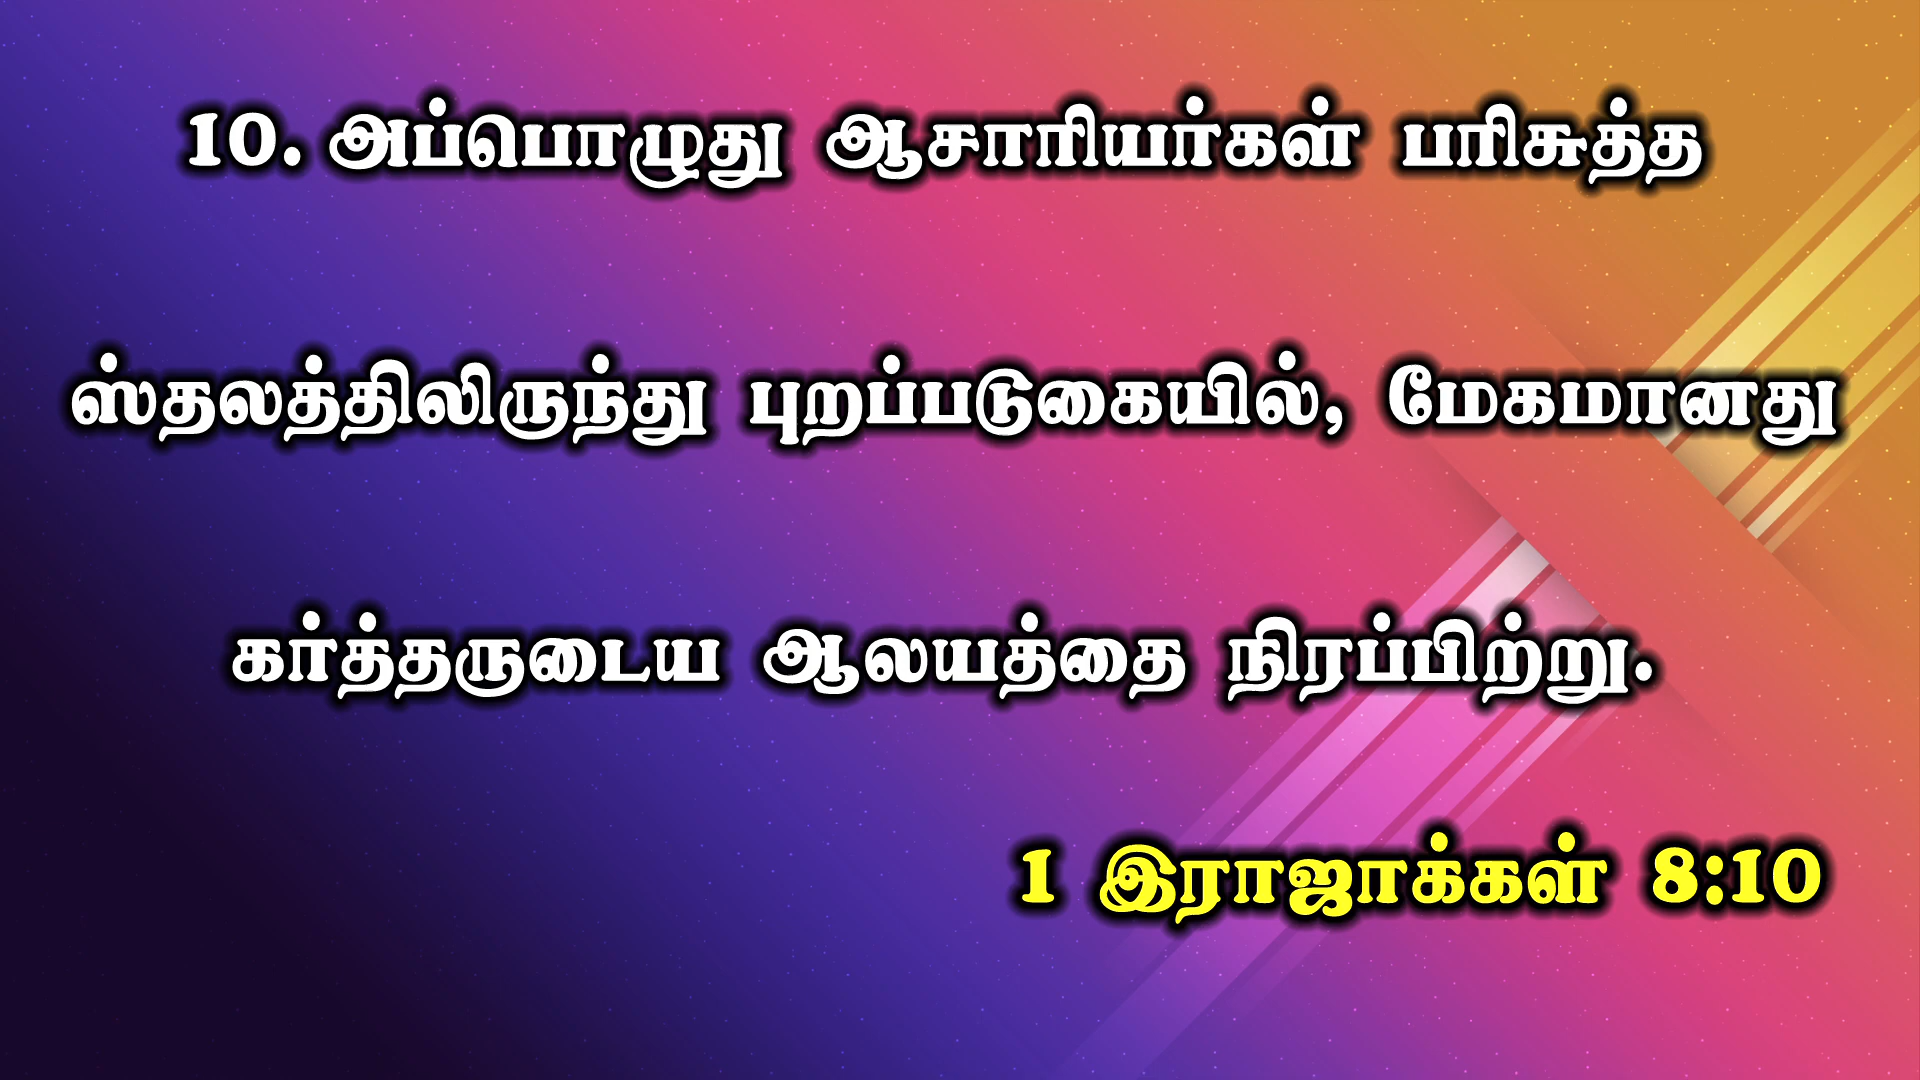 10. அப்பொழுது ஆசாரியர்கள் பரிசுத்த
ஸ்தலத்திலிருந்து புறப்படுகையில், மேகமானது
கர்த்தருடைய ஆலயத்தை நிரப்பிற்று.
1 இராஜாக்கள் 8:10